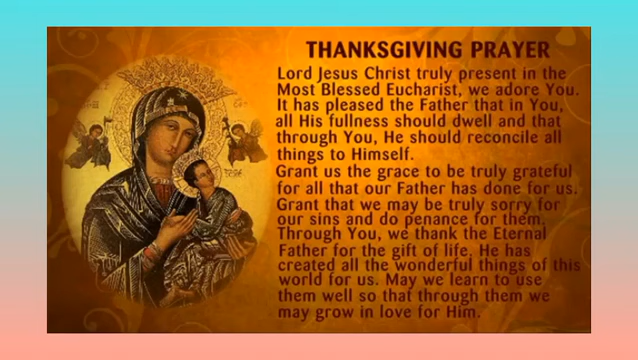 THANKSGIVING PRAYER
Lord Jesus Christ truly present in the
Most Blessed Eucharist, we adore You.
It has pleased the Father that in You,
all His fullness should dwell and that
through You, He should reconcile all
things to Himself.
Grant us the grace to be truly grateful
for all that our Father has done for us.
Grant that we may be truly sorry for
our sins and do penance for them.
Through You, we thank the Eternal
Father for the gift of life. He has
created all the wonderful things of this
world for us. May we learn to use
them well so that through them we
may grow in love for Him.